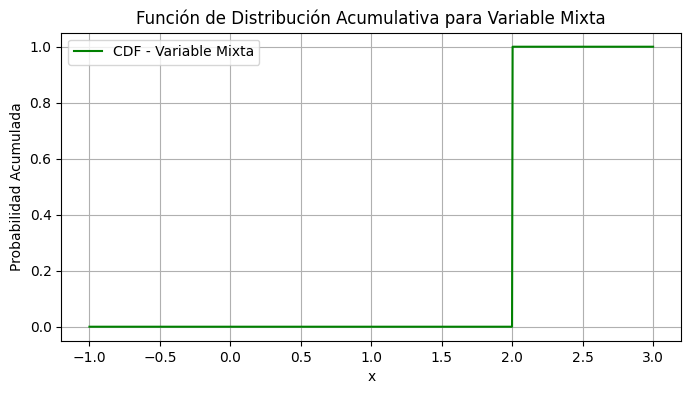 Función de Distribución Acumulativa para Variable Mixta
CDF - Variable Mixta
Probabilidad Acumulada
1.0
0.8
0.6
0.4
0.2
0.0
−1.0 −0.5 0.0 0.5 1.0 1.5 2.0 2.5 3.0
x